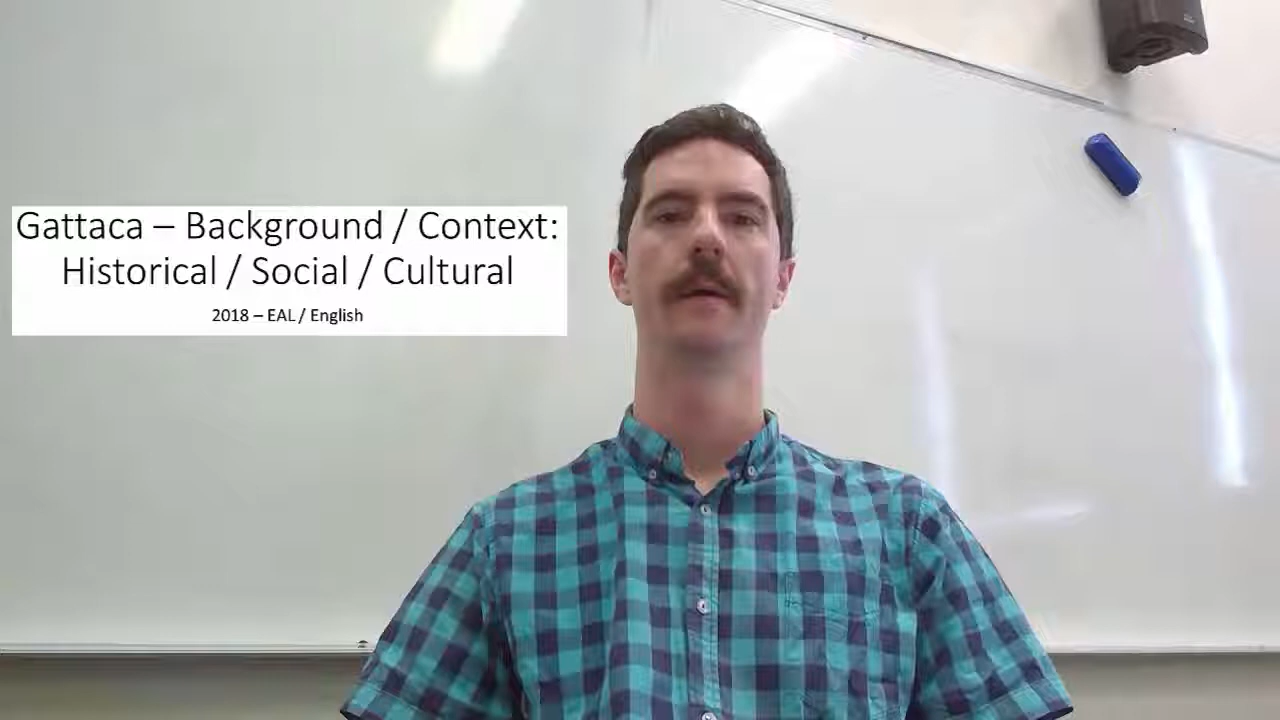 Gattaca – Background / Context:
Historical / Social / Cultural
2018 – EAL / English